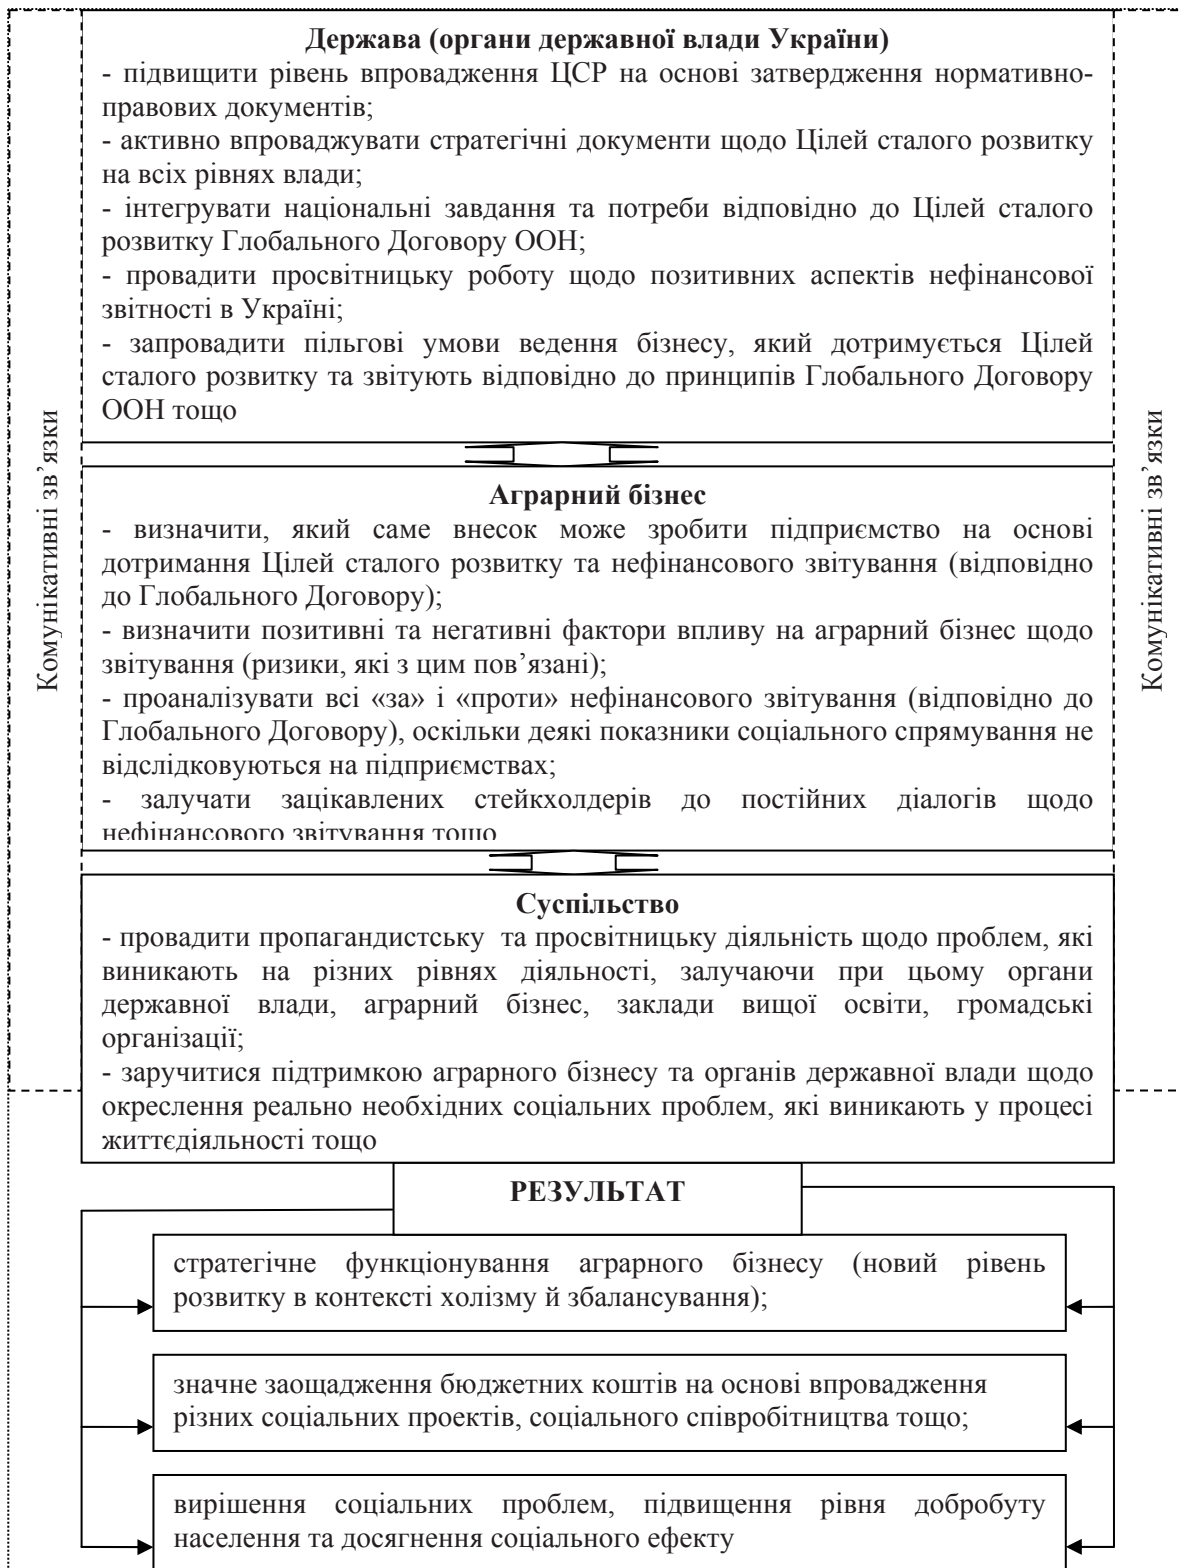 Держава (органи державної влади України)
- підвищити рівень впровадження ЦСР на основі затвердження нормативно-
правових документів;
- активно впроваджувати стратегічні документи щодо Цілей сталого розвитку
на всіх рівнях влади;
- інтегрувати національні завдання та потреби відповідно до Цілей сталого
розвитку Глобального Договору ООН;
- провадити просвітницьку роботу щодо позитивних аспектів нефінансової
звітності в Україні;
- запровадити пільгові умови ведення бізнесу, який дотримується Цілей
сталого розвитку та звітують відповідно до принципів Глобального Договору
ООН тощо
Комунікативні зв’язки
Комунікативні зв’язки
Аграрний бізнес
- визначити, який саме внесок може зробити підприємство на основі
дотримання Цілей сталого розвитку та нефінансового звітування (відповідно
до Глобального Договору);
- визначити позитивні та негативні фактори впливу на аграрний бізнес щодо
звітування (ризики, які з цим пов’язані);
- проаналізувати всі «за» і «проти» нефінансового звітування (відповідно до
Глобального Договору), оскільки деякі показники соціального спрямування не
відслідковуються на підприємствах;
- залучати зацікавлених стейкхолдерів до постійних діалогів щодо
нефінансового звітування тощо
Суспільство
- провадити пропагандистську та просвітницьку діяльність щодо проблем, які
виникають на різних рівнях діяльності, залучаючи при цьому органи
державної влади, аграрний бізнес, заклади вищої освіти, громадські
організації;
- заручитися підтримкою аграрного бізнесу та органів державної влади щодо
окреслення реально необхідних соціальних проблем, які виникають у процесі
життєдіяльності тощо
РЕЗУЛЬТАТ
стратегічне функціонування аграрного бізнесу (новий рівень
розвитку в контексті холізму й збалансування);
значне заощадження бюджетних коштів на основі впровадження
різних соціальних проектів, соціального співробітництва тощо;
вирішення соціальних проблем, підвищення рівня добробуту
населення та досягнення соціального ефекту